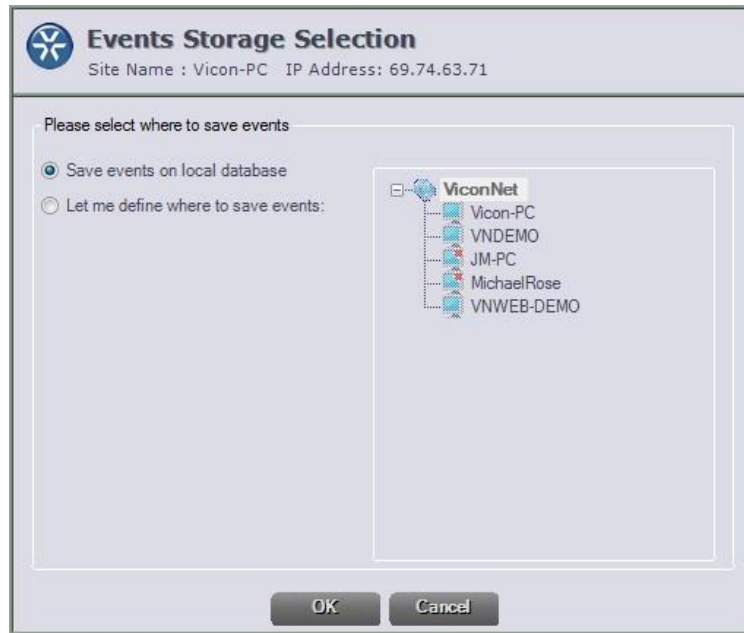 Events Storage Selection
Site Name : Vicon-PC IP Address: 69.74.63.71
Please select where to save events
Save events on local database
Let me define where to save events:
ViconNet
Vicon-PC
VNDEMO
JM-PC
MichaelRose
VNWEB-DEMO
OK
Cancel